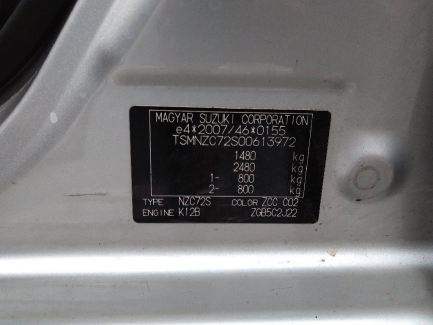 MAGYAR SUZUKI CORPORATION
e4*2007/46*0155
TSMNZC72S00613972
1480 kg
2480 kg
1- 800 kg
2- 800 kg
TYPE NZC72S COLOR ZCC C02
ENGINE K12B ZGB5C2J22